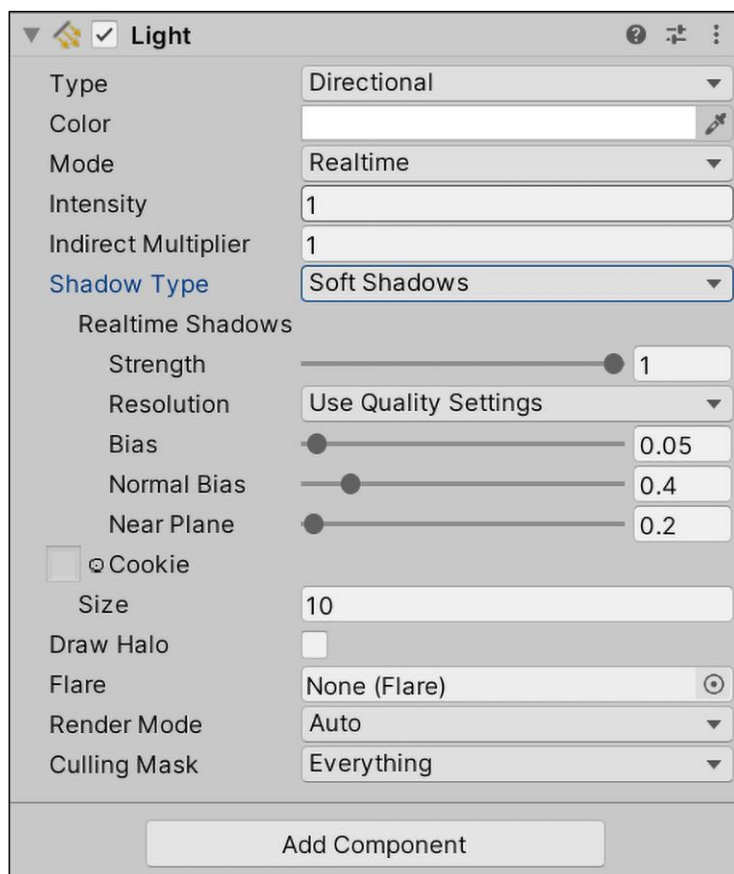 Light
Type Directional
Color
Mode Realtime
Intensity 1
Indirect Multiplier 1
Shadow Type Soft Shadows
Realtime Shadows
Strength 1
Resolution Use Quality Settings
Bias 0.05
Normal Bias 0.4
Near Plane 0.2
Cookie
Size 10
Draw Halo
Flare None (Flare)
Render Mode Auto
Culling Mask Everything
Add Component